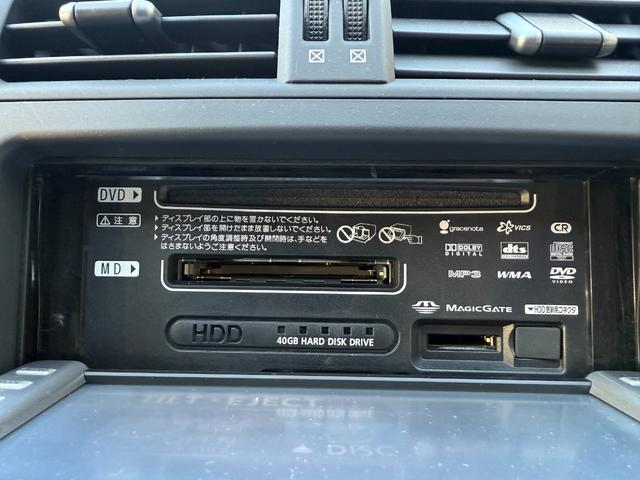 DVD
⚠注意
▶ディスプレイ部の上に物を置かないでください。
▶ディスプレイ部を開けたまま放置しないでください。
▶ディスプレイの角度調整時及び開閉時は、手などを
はさまないようご注意ください。
gracenote VICS CR
DOLBY DIGITAL dts
MD
MP3 WMA DVD VIDEO
MAGICGATE
HDD更新用コネクタ
HDD
40GB HARD DISK DRIVE
TILT EJECT
▲ DISC